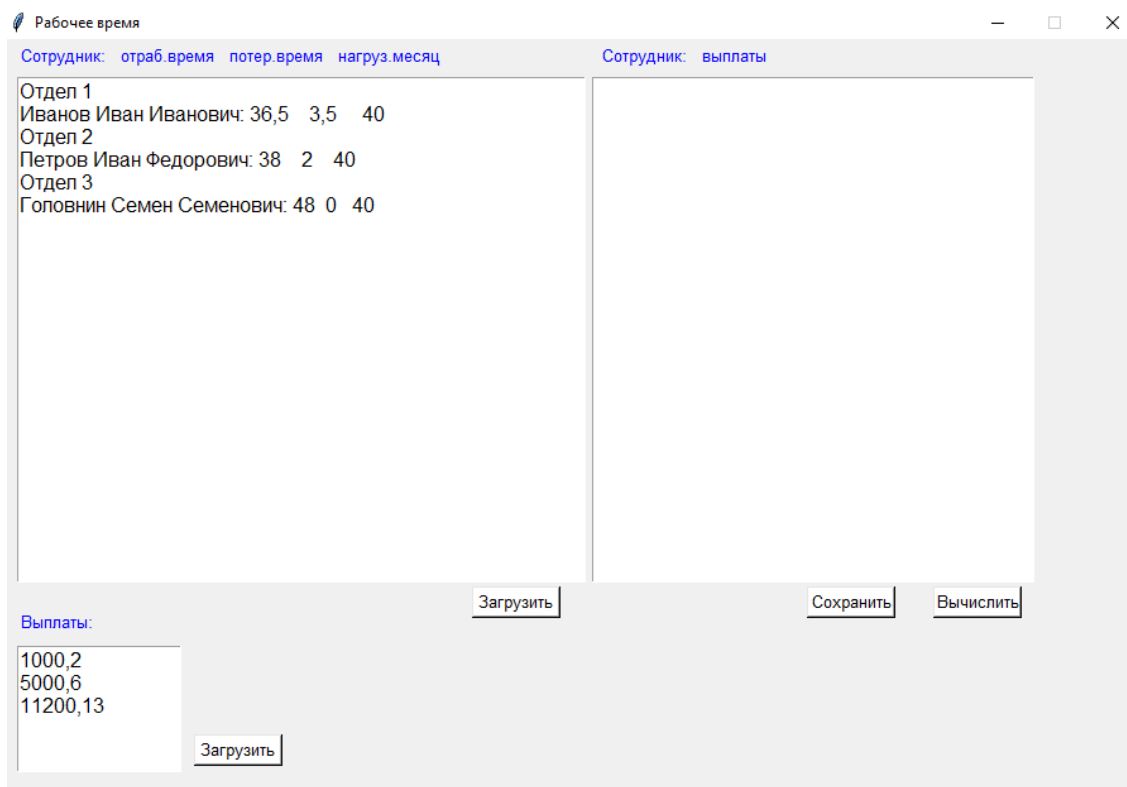 Рабочее время
Сотрудник: отраб.время потер.время нагруз.месяц
Отдел 1
Иванов Иван Иванович: 36,5 3,5 40
Отдел 2
Петров Иван Федорович: 38 2 40
Отдел 3
Головнин Семен Семенович: 48 0 40
Загрузить
Сотрудник: выплаты
Сохранить Вычислить
Выплаты:
1000,2
5000,6
11200,13
Загрузить